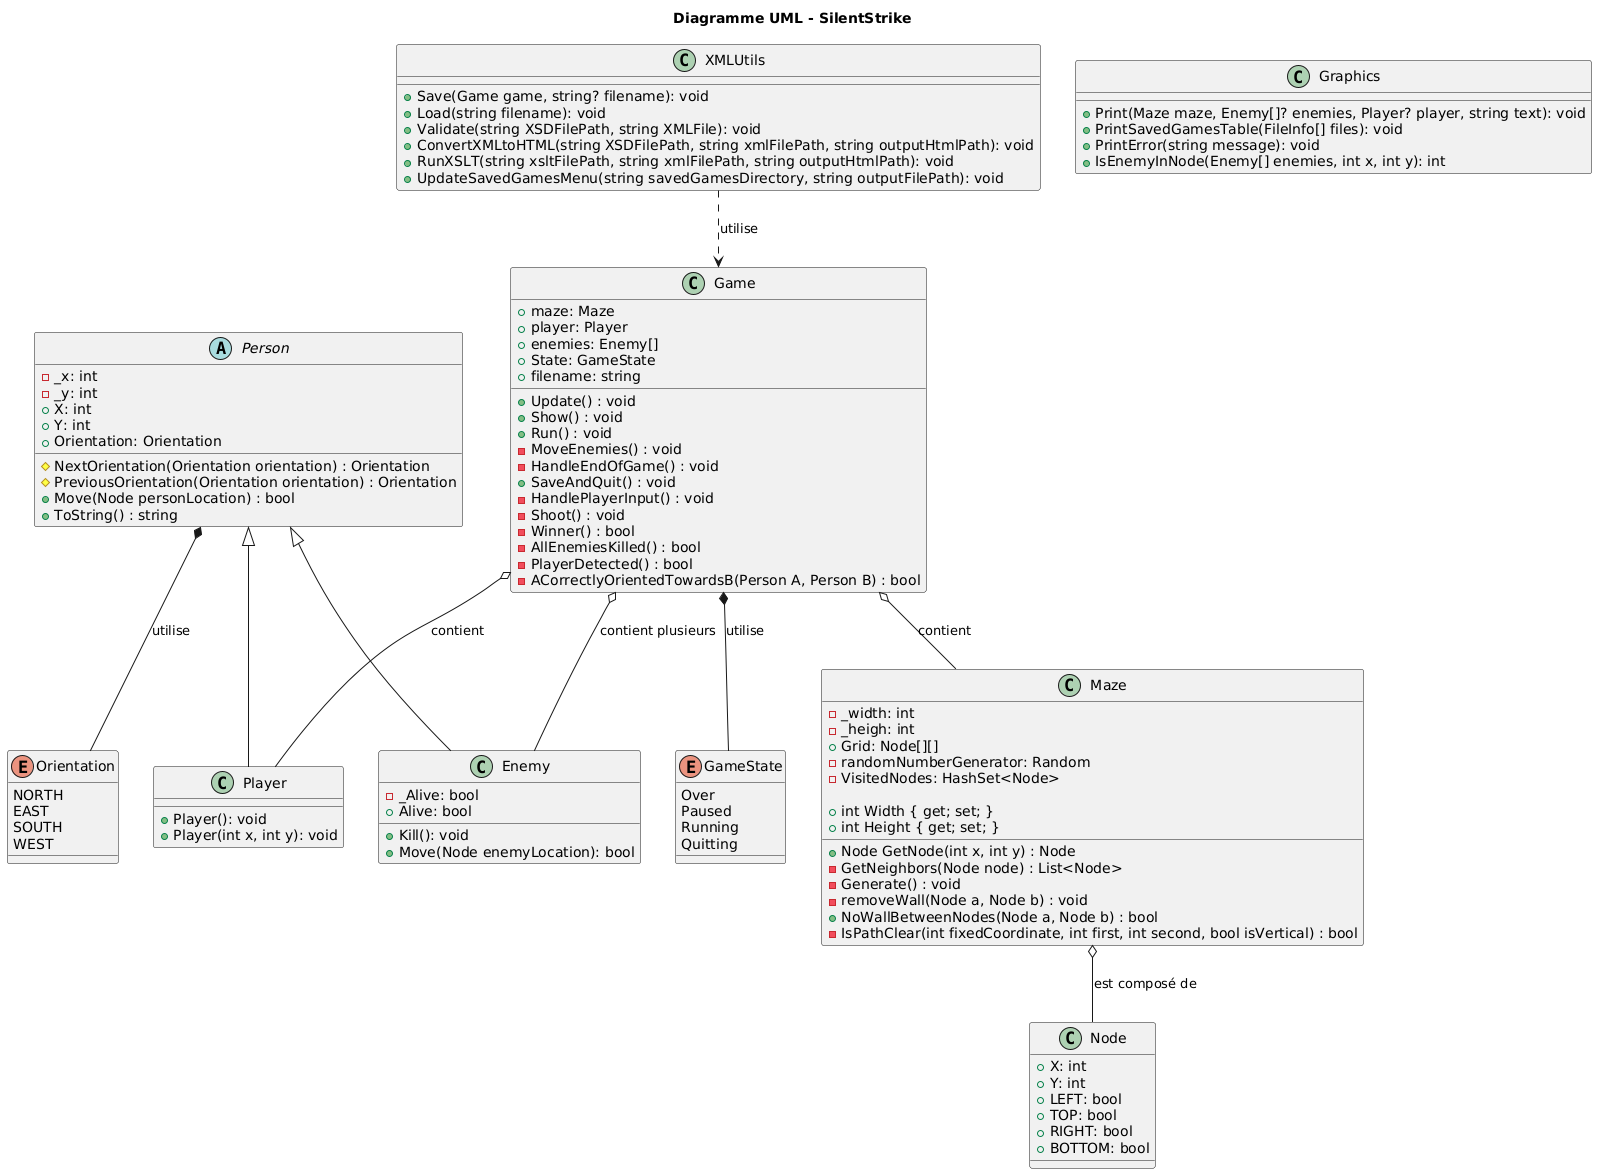 Diagramme UML - SilentStrike
C XMLUtils
Save(Game game, string? filename): void
Load(string filename): void
Validate(string XSDFilePath, string XMLFile): void
ConvertXMLtoHTML(string XSDFilePath, string xmlFilePath, string outputHtmlPath): void
RunXSLT(string xsltFilePath, string xmlFilePath, string outputHtmlPath): void
UpdateSavedGamesMenu(string savedGamesDirectory, string outputFilePath): void
C Graphics
Print(Maze maze, Enemy[]? enemies, Player? player, string text): void
PrintSavedGamesTable(FileInfo[] files): void
PrintError(string message): void
IsEnemyInNode(Enemy[] enemies, int x, int y): int
utilise
C Game
maze: Maze
player: Player
enemies: Enemy[]
State: GameState
filename: string
Update() : void
Show() : void
Run() : void
MoveEnemies() : void
HandleEndOfGame() : void
SaveAndQuit() : void
HandlePlayerInput() : void
Shoot() : void
Winner() : bool
AllEnemiesKilled() : bool
PlayerDetected() : bool
ACorrectlyOrientedTowardsB(Person A, Person B) : bool
A Person
_x: int
_y: int
X: int
Y: int
Orientation: Orientation
NextOrientation(Orientation orientation) : Orientation
PreviousOrientation(Orientation orientation) : Orientation
Move(Node personLocation) : bool
ToString() : string
utilise
contient
contient plusieurs
utilise
contient
E Orientation
NORTH
EAST
SOUTH
WEST
C Player
Player(): void
Player(int x, int y): void
C Enemy
_Alive: bool
Alive: bool
Kill(): void
Move(Node enemyLocation): bool
E GameState
Over
Paused
Running
Quitting
C Maze
_width: int
_heigh: int
Grid: Node[][]
randomNumberGenerator: Random
VisitedNodes: HashSet<Node>
int Width { get; set; }
int Height { get; set; }
Node GetNode(int x, int y) : Node
GetNeighbors(Node node) : List<Node>
Generate() : void
removeWall(Node a, Node b) : void
NoWallBetweenNodes(Node a, Node b) : bool
IsPathClear(int fixedCoordinate, int first, int second, bool isVertical) : bool
est composé de
C Node
X: int
Y: int
LEFT: bool
TOP: bool
RIGHT: bool
BOTTOM: bool